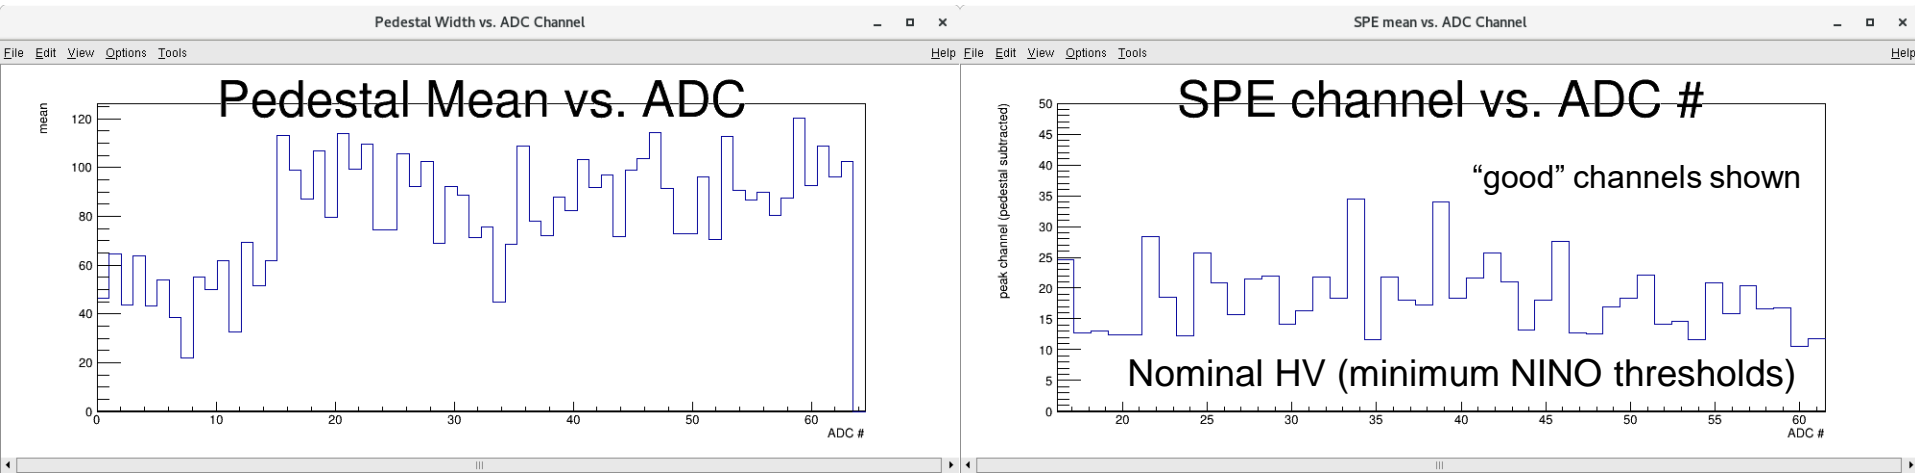 Pedestal Width vs. ADC Channel
File Edit View Options Tools Help
Pedestal Mean vs. ADC
mean
120
100
80
60
40
20
0
0 10 20 30 40 50 60
ADC #
SPE mean vs. ADC Channel
File Edit View Options Tools Help
SPE channel vs. ADC #
peak channel (pedestal subtracted)
50
45
40
35
30
25
20
15
10
5
0
“good” channels shown
Nominal HV (minimum NINO thresholds)
20 25 30 35 40 45 50 55 60
ADC #